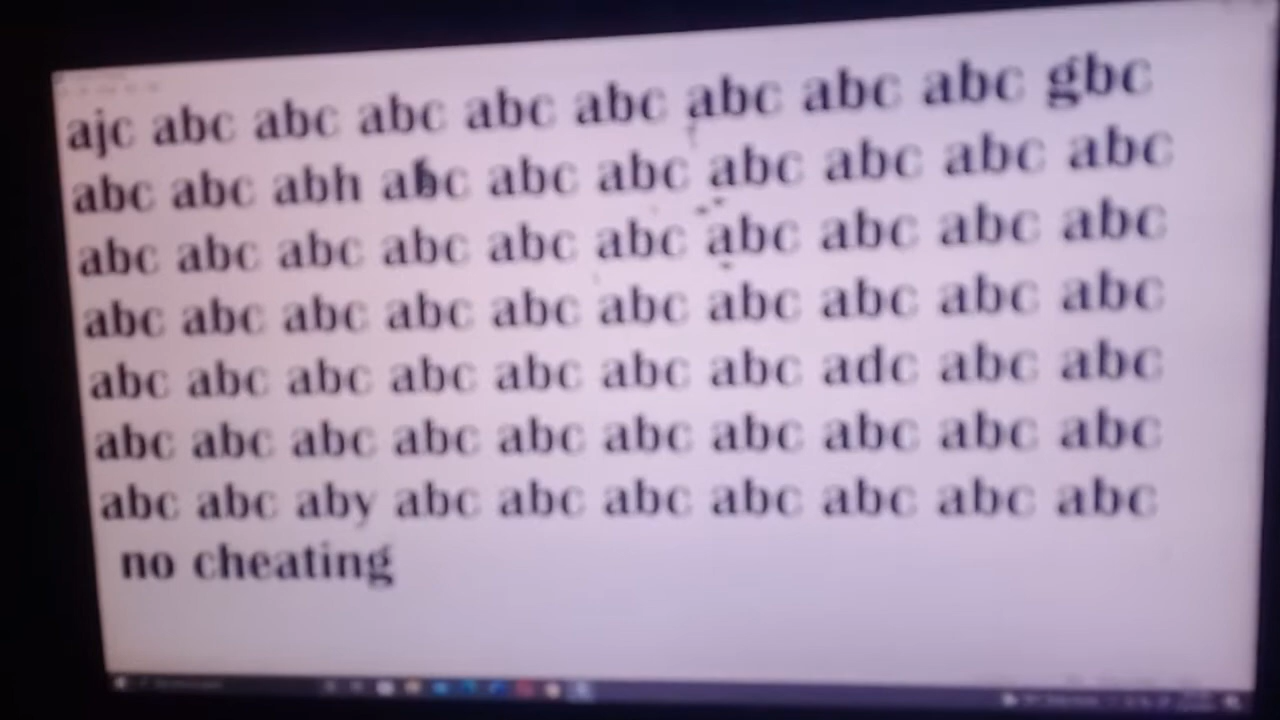 ajc abc abc abc abc abc abc abc abc gbc
abc abc abh abc abc abc abc abc abc abc
abc abc abc abc abc abc abc abc abc abc
abc abc abc abc abc abc abc abc abc abc
abc abc abc abc abc abc abc adc abc abc
abc abc abc abc abc abc abc abc abc abc
abc abc aby abc abc abc abc abc abc abc
no cheating